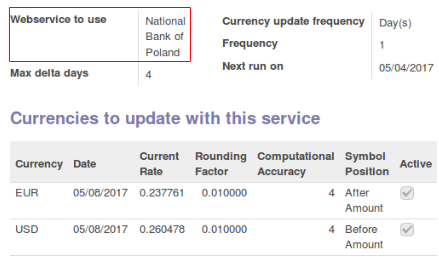 Webservice to use
National
Bank of
Poland
Max delta days
4
Currency update frequency
Day(s)
Frequency
1
Next run on
05/04/2017
Currencies to update with this service
Currency Date Current Rate Rounding Factor Computational Accuracy Symbol Position Active
EUR 05/08/2017 0.237761 0.010000 4 After Amount
USD 05/08/2017 0.260478 0.010000 4 Before Amount